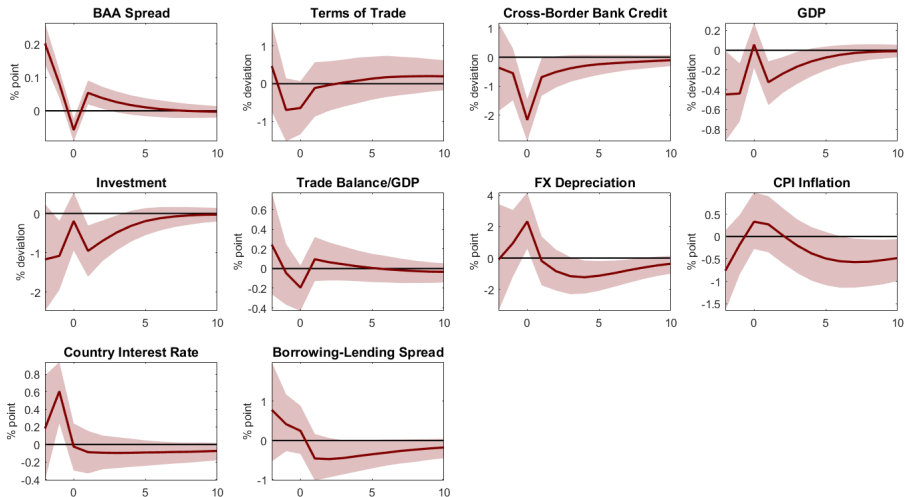 BAA Spread
Terms of Trade
Cross-Border Bank Credit
GDP
% point
0.2
0.1
0
0 5 10
% deviation
1
0
-1
0 5 10
% deviation
0
-1
-2
0 5 10
% deviation
0.2
0
-0.2
-0.4
-0.6
-0.8
0 5 10
Investment
Trade Balance/GDP
FX Depreciation
CPI Inflation
% deviation
0
-1
-2
0 5 10
% point
0.6
0.4
0.2
0
-0.2
-0.4
0 5 10
% point
4
2
0
-2
0 5 10
% point
0.5
0
-0.5
-1
-1.5
0 5 10
Country Interest Rate
Borrowing-Lending Spread
% point
0.8
0.6
0.4
0.2
0
-0.2
-0.4
0 5 10
% point
1
0
-1
0 5 10